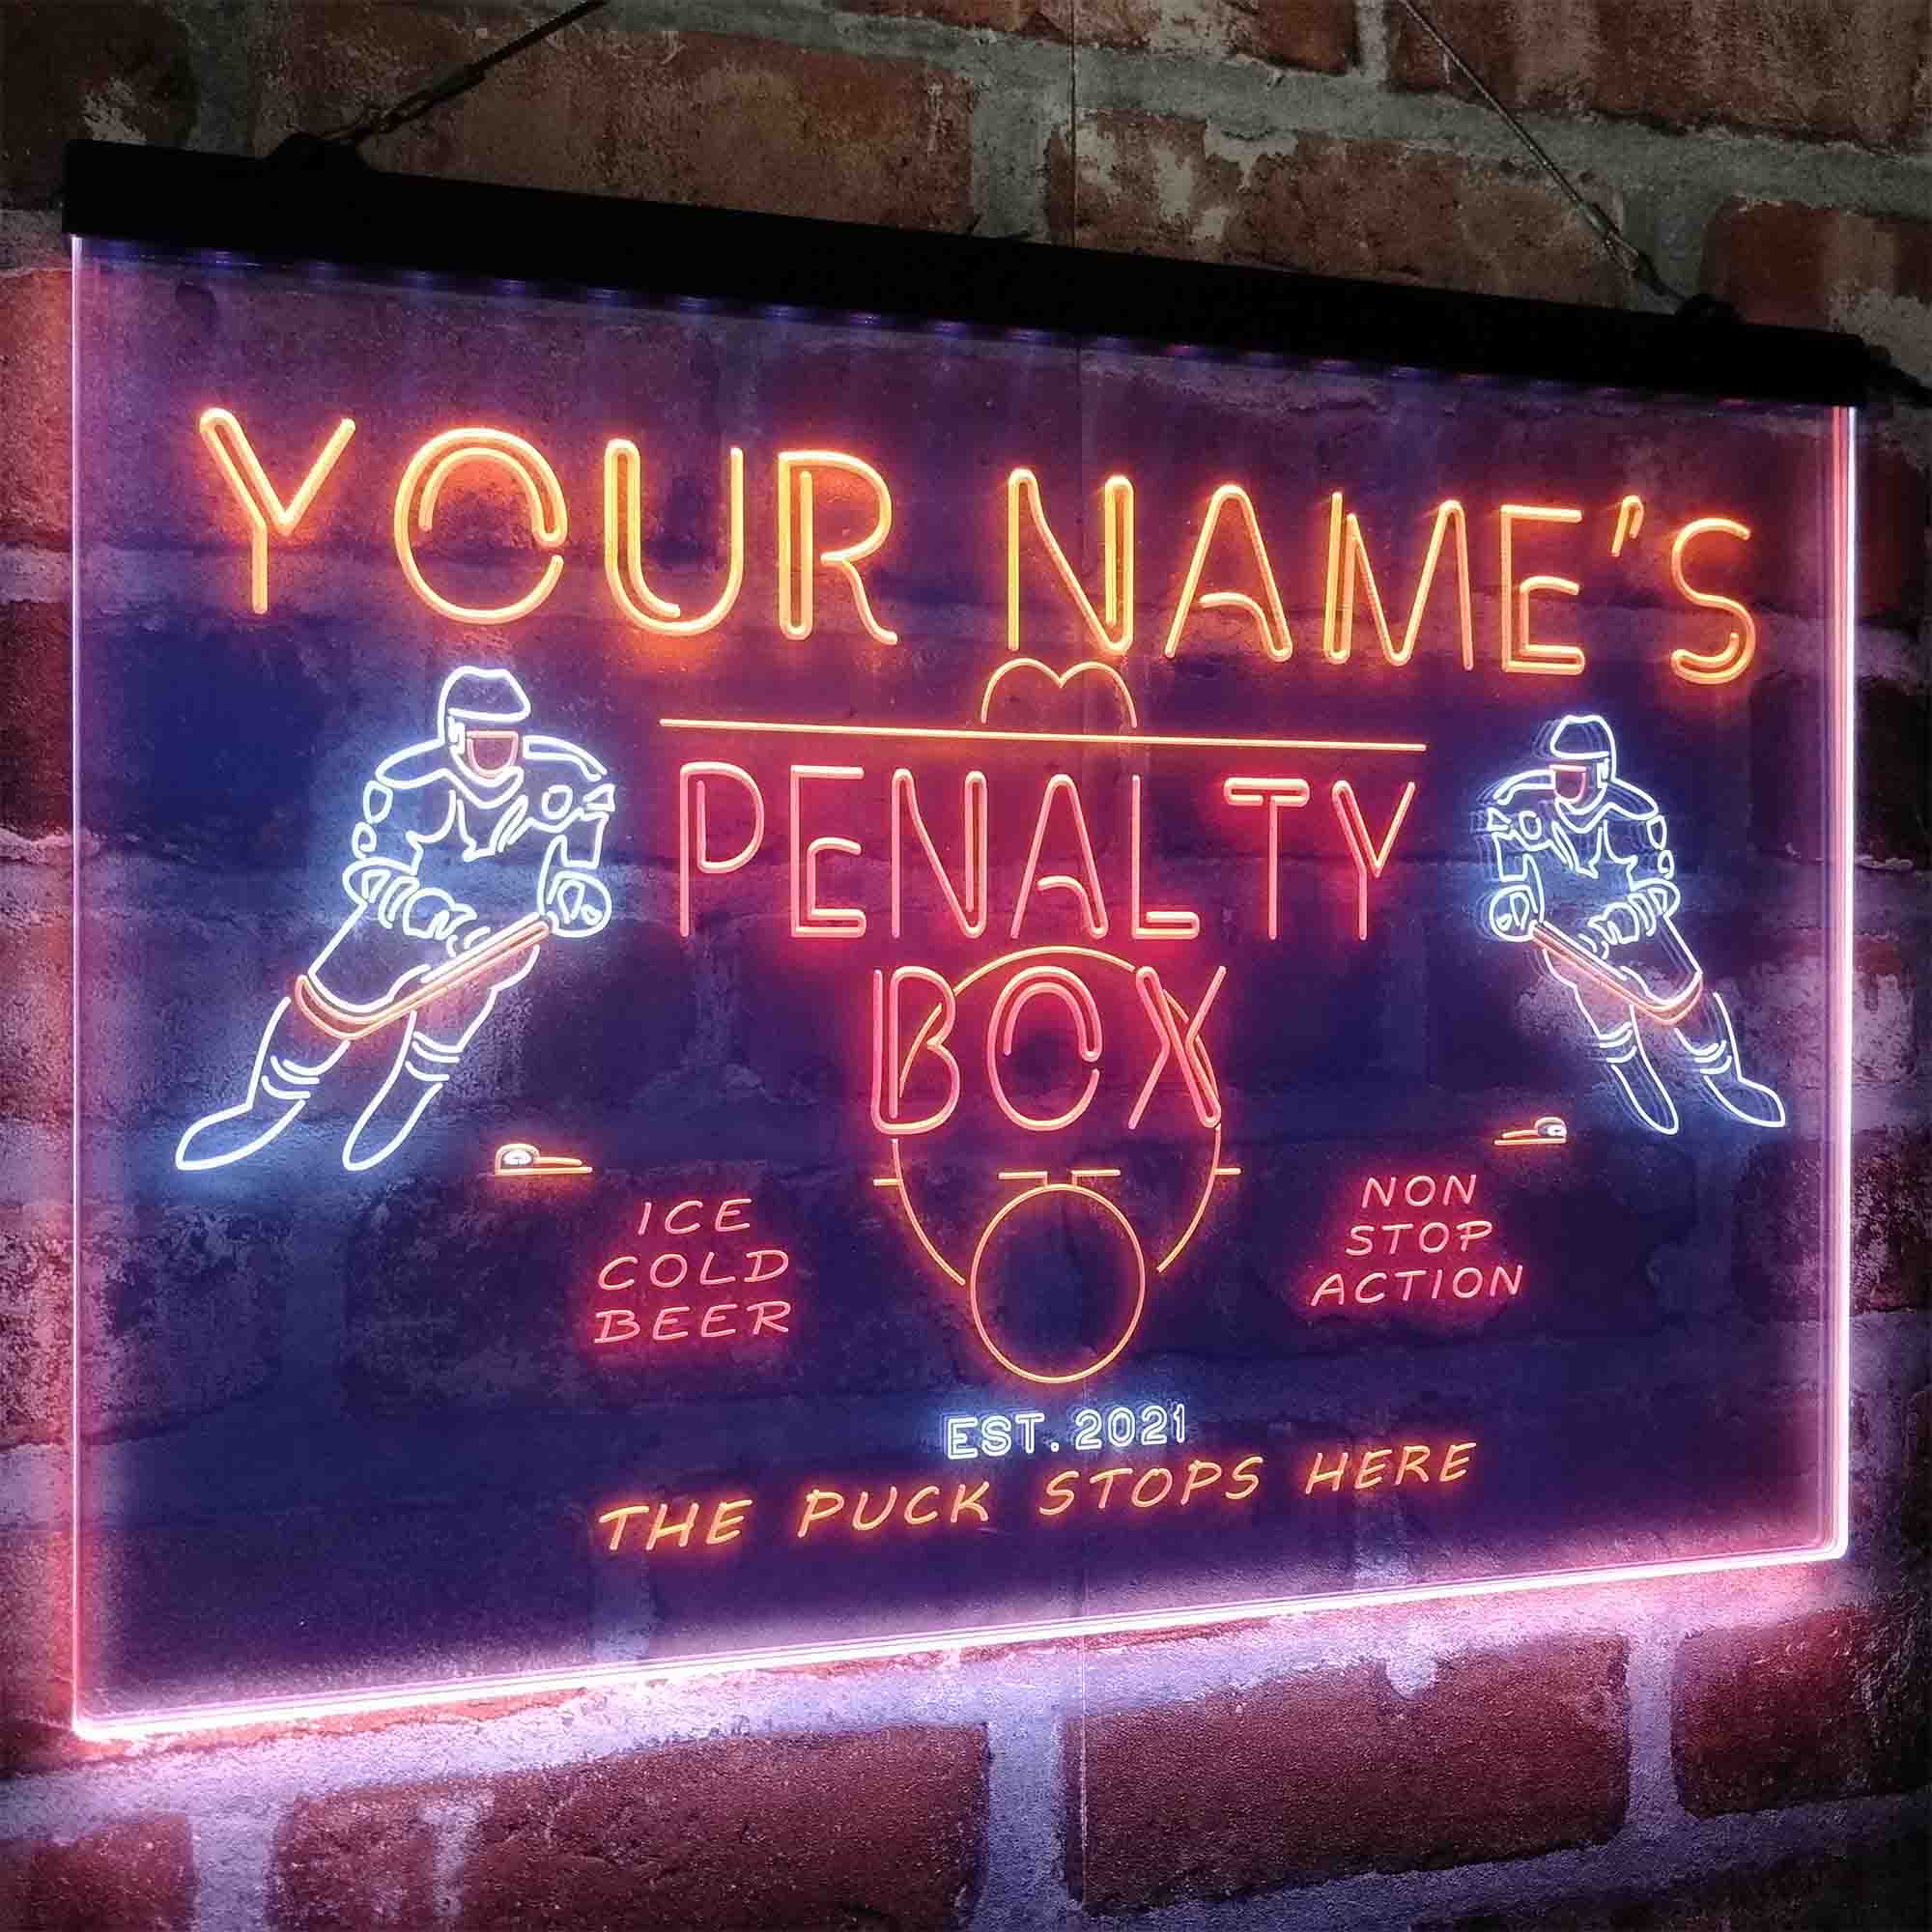 YOUR NAME'S
PENALTY
BOX
ICE
COLD
BEER
NON
STOP
ACTION
EST. 2021
THE PUCK STOPS HERE